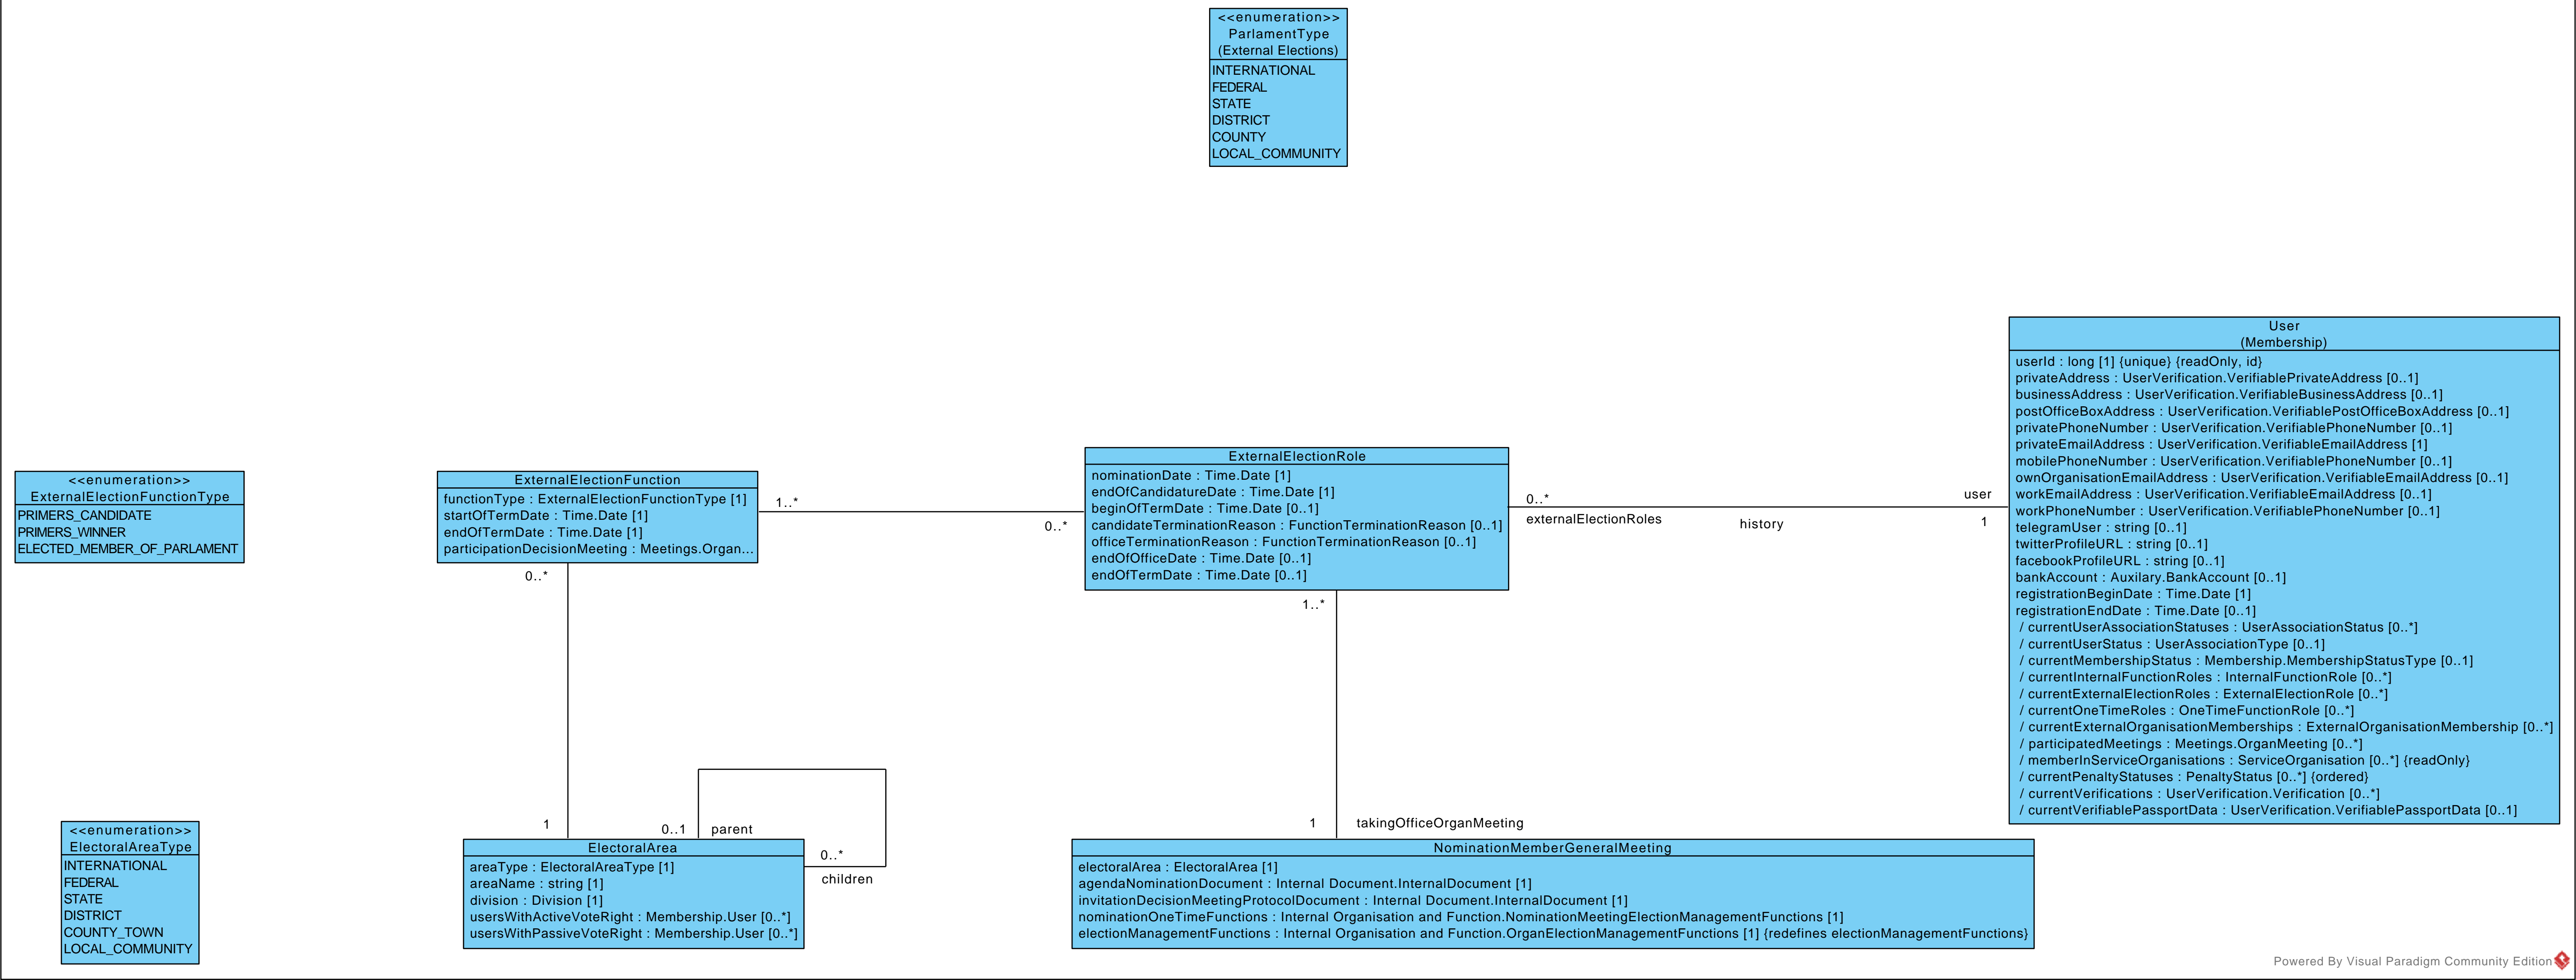 <<enumeration>>
ParlamentType
(External Elections)
INTERNATIONAL
FEDERAL
STATE
DISTRICT
COUNTY
LOCAL_COMMUNITY
User
(Membership)
userId : long [1] {unique} {readOnly, id}
privateAddress : UserVerification.VerifiablePrivateAddress [0..1]
businessAddress : UserVerification.VerifiableBusinessAddress [0..1]
postOfficeBoxAddress : UserVerification.VerifiablePostOfficeBoxAddress [0..1]
privatePhoneNumber : UserVerification.VerifiablePhoneNumber [0..1]
privateEmailAddress : UserVerification.VerifiableEmailAddress [1]
mobilePhoneNumber : UserVerification.VerifiablePhoneNumber [0..1]
ownOrganisationEmailAddress : UserVerification.VerifiableEmailAddress [0..1]
workEmailAddress : UserVerification.VerifiableEmailAddress [0..1]
workPhoneNumber : UserVerification.VerifiablePhoneNumber [0..1]
telegramUser : string [0..1]
twitterProfileURL : string [0..1]
facebookProfileURL : string [0..1]
bankAccount : Auxilary.BankAccount [0..1]
registrationBeginDate : Time.Date [1]
registrationEndDate : Time.Date [0..1]
/ currentUserAssociationStatuses : UserAssociationStatus [0..*]
/ currentUserStatus : UserAssociationType [0..1]
/ currentMembershipStatus : Membership.MembershipStatusType [0..1]
/ currentInternalFunctionRoles : InternalFunctionRole [0..*]
/ currentExternalElectionRoles : ExternalElectionRole [0..*]
/ currentOneTimeRoles : OneTimeFunctionRole [0..*]
/ currentExternalOrganisationMemberships : ExternalOrganisationMembership [0..*]
/ participatedMeetings : Meetings.OrganMeeting [0..*]
/ memberInServiceOrganisations : ServiceOrganisation [0..*] {readOnly}
/ currentPenaltyStatuses : PenaltyStatus [0..*] {ordered}
/ currentVerifications : UserVerification.Verification [0..*]
/ currentVerifiablePassportData : UserVerification.VerifiablePassportData [0..1]
<<enumeration>>
ExternalElectionFunctionType
PRIMERS_CANDIDATE
PRIMERS_WINNER
ELECTED_MEMBER_OF_PARLAMENT
ExternalElectionFunction
functionType : ExternalElectionFunctionType [1]
startOfTermDate : Time.Date [1]
endOfTermDate : Time.Date [1]
participationDecisionMeeting : Meetings.Organ...
1..*
0..*
ExternalElectionRole
nominationDate : Time.Date [1]
endOfCandidatureDate : Time.Date [1]
beginOfTermDate : Time.Date [0..1]
candidateTerminationReason : FunctionTerminationReason [0..1]
officeTerminationReason : FunctionTerminationReason [0..1]
endOfOfficeDate : Time.Date [0..1]
endOfTermDate : Time.Date [0..1]
0..*
externalElectionRoles
history
user
1
0..*
1
1..*
1
takingOfficeOrganMeeting
<<enumeration>>
ElectoralAreaType
INTERNATIONAL
FEDERAL
STATE
DISTRICT
COUNTY_TOWN
LOCAL_COMMUNITY
0..1
parent
0..*
children
ElectoralArea
areaType : ElectoralAreaType [1]
areaName : string [1]
division : Division [1]
usersWithActiveVoteRight : Membership.User [0..*]
usersWithPassiveVoteRight : Membership.User [0..*]
NominationMemberGeneralMeeting
electoralArea : ElectoralArea [1]
agendaNominationDocument : Internal Document.InternalDocument [1]
invitationDecisionMeetingProtocolDocument : Internal Document.InternalDocument [1]
nominationOneTimeFunctions : Internal Organisation and Function.NominationMeetingElectionManagementFunctions [1]
electionManagementFunctions : Internal Organisation and Function.OrganElectionManagementFunctions [1] {redefines electionManagementFunctions}
Powered By Visual Paradigm Community Edition